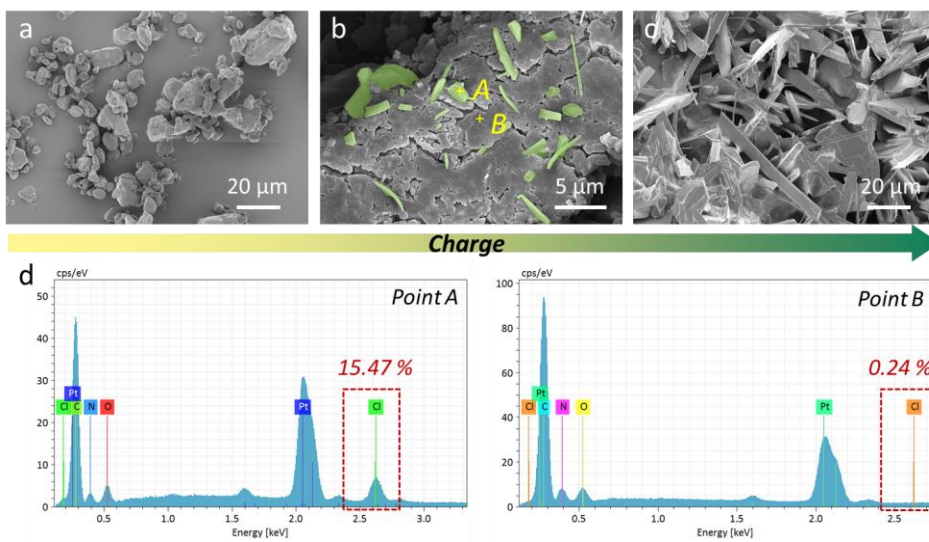 a
b
c
A
B
20 µm
5 µm
20 µm
Charge
d
cps/eV
Point A
15.47 %
50
40
30
20
10
0
Cl
Pt
C
N
O
Pt
Cl
0.5
1.0
1.5
2.0
2.5
3.0
Energy [keV]
cps/eV
Point B
0.24 %
100
80
60
40
20
0
Cl
Pt
C
N
O
Pt
Cl
0.5
1.0
1.5
2.0
2.5
Energy [keV]